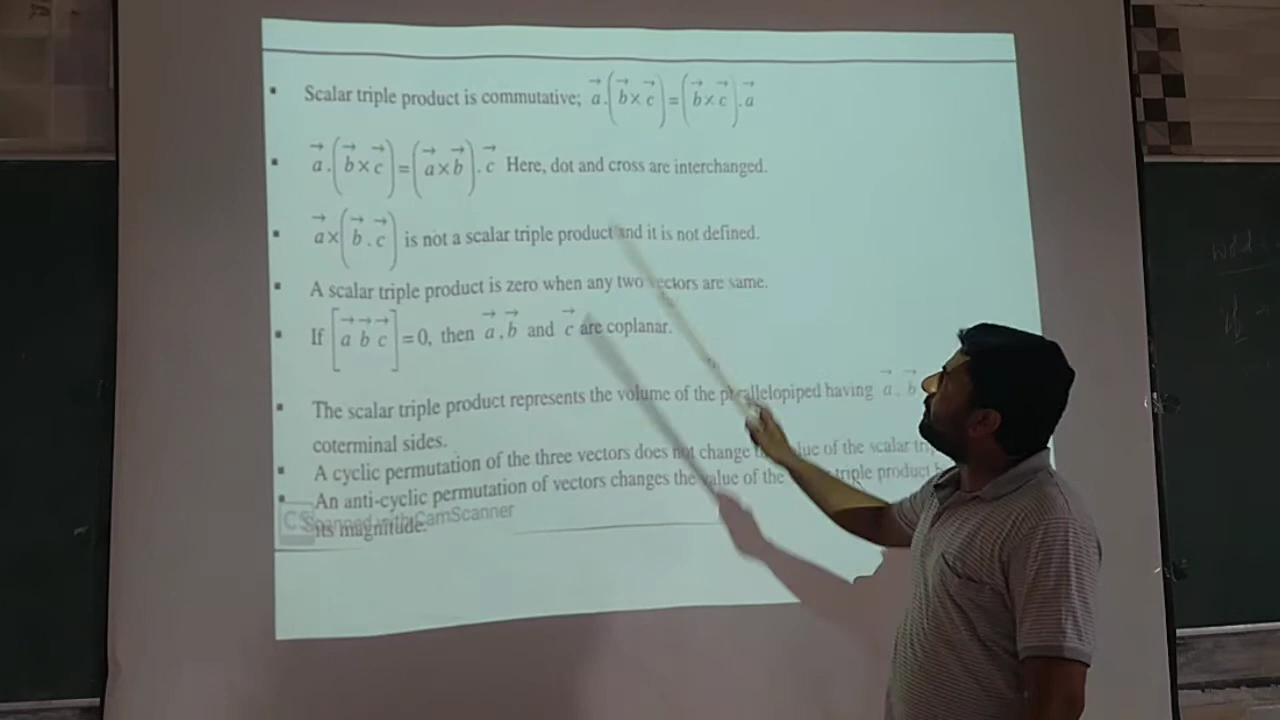 Scalar triple product is commutative; a⃗.(b⃗×c⃗)=(b⃗×c⃗).a⃗
a⃗.(b⃗×c⃗)=(a⃗×b⃗).c⃗ Here, dot and cross are interchanged.
a⃗×(b⃗.c⃗) is not a scalar triple product and it is not defined.
A scalar triple product is zero when any two vectors are same.
If [a⃗ b⃗ c⃗]=0, then a⃗,b⃗ and c⃗ are coplanar.
The scalar triple product represents the volume of the parallelopiped having a⃗, b⃗
coterminal sides.
A cyclic permutation of the three vectors does not change value of the scalar
An anti-cyclic permutation of vectors changes the value of the triple product
its magnitude.
CS Scanned with CamScanner